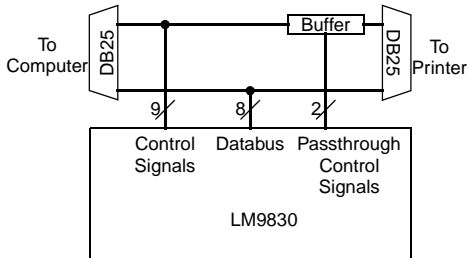 To
Computer
DB25
Buffer
DB25
To
Printer
9
8
2
Control
Signals
Databus
Passthrough
Control
Signals
LM9830